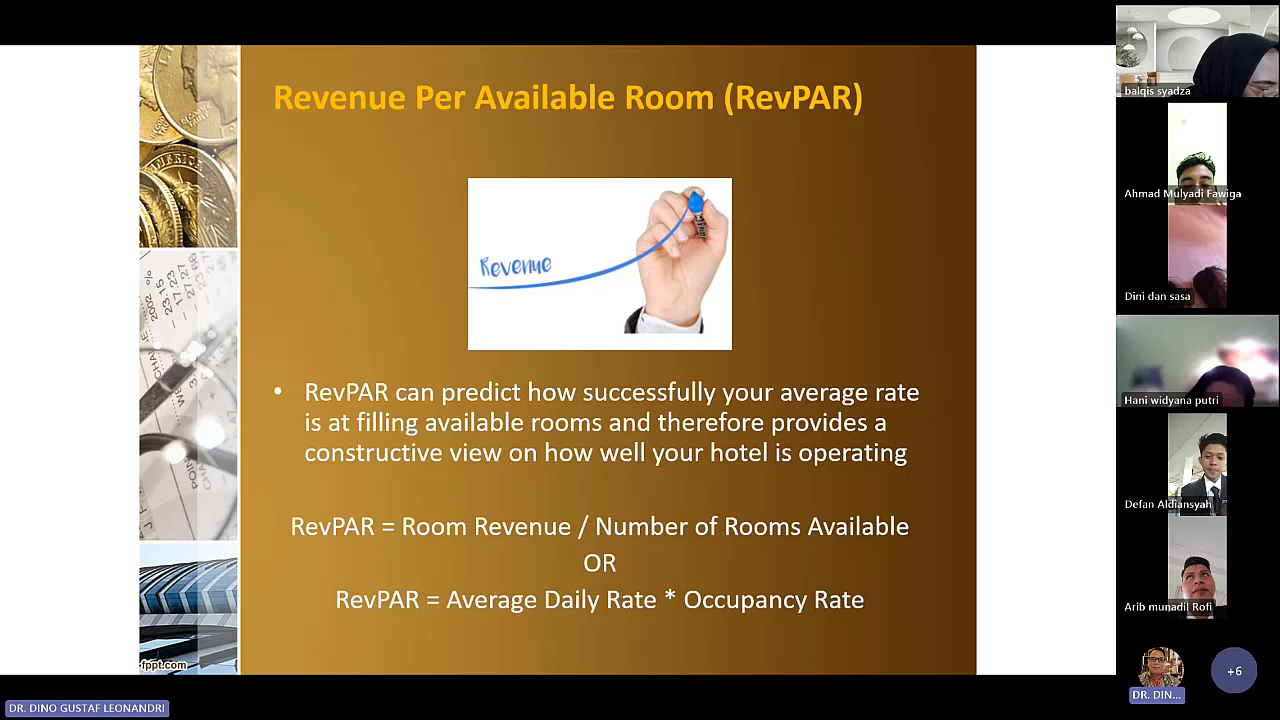 Revenue Per Available Room (RevPAR)
Revenue
• RevPAR can predict how successfully your average rate
is at filling available rooms and therefore provides a
constructive view on how well your hotel is operating
RevPAR = Room Revenue / Number of Rooms Available
OR
RevPAR = Average Daily Rate * Occupancy Rate
fppt.com
balqis syadza
Ahmad Mulyadi Fawiga
Dini dan sasa
Hani widyana putri
Defan Aldiansyah
Arib munadil Rofi
DR. DIN...
+6
DR. DINO GUSTAF LEONANDRI